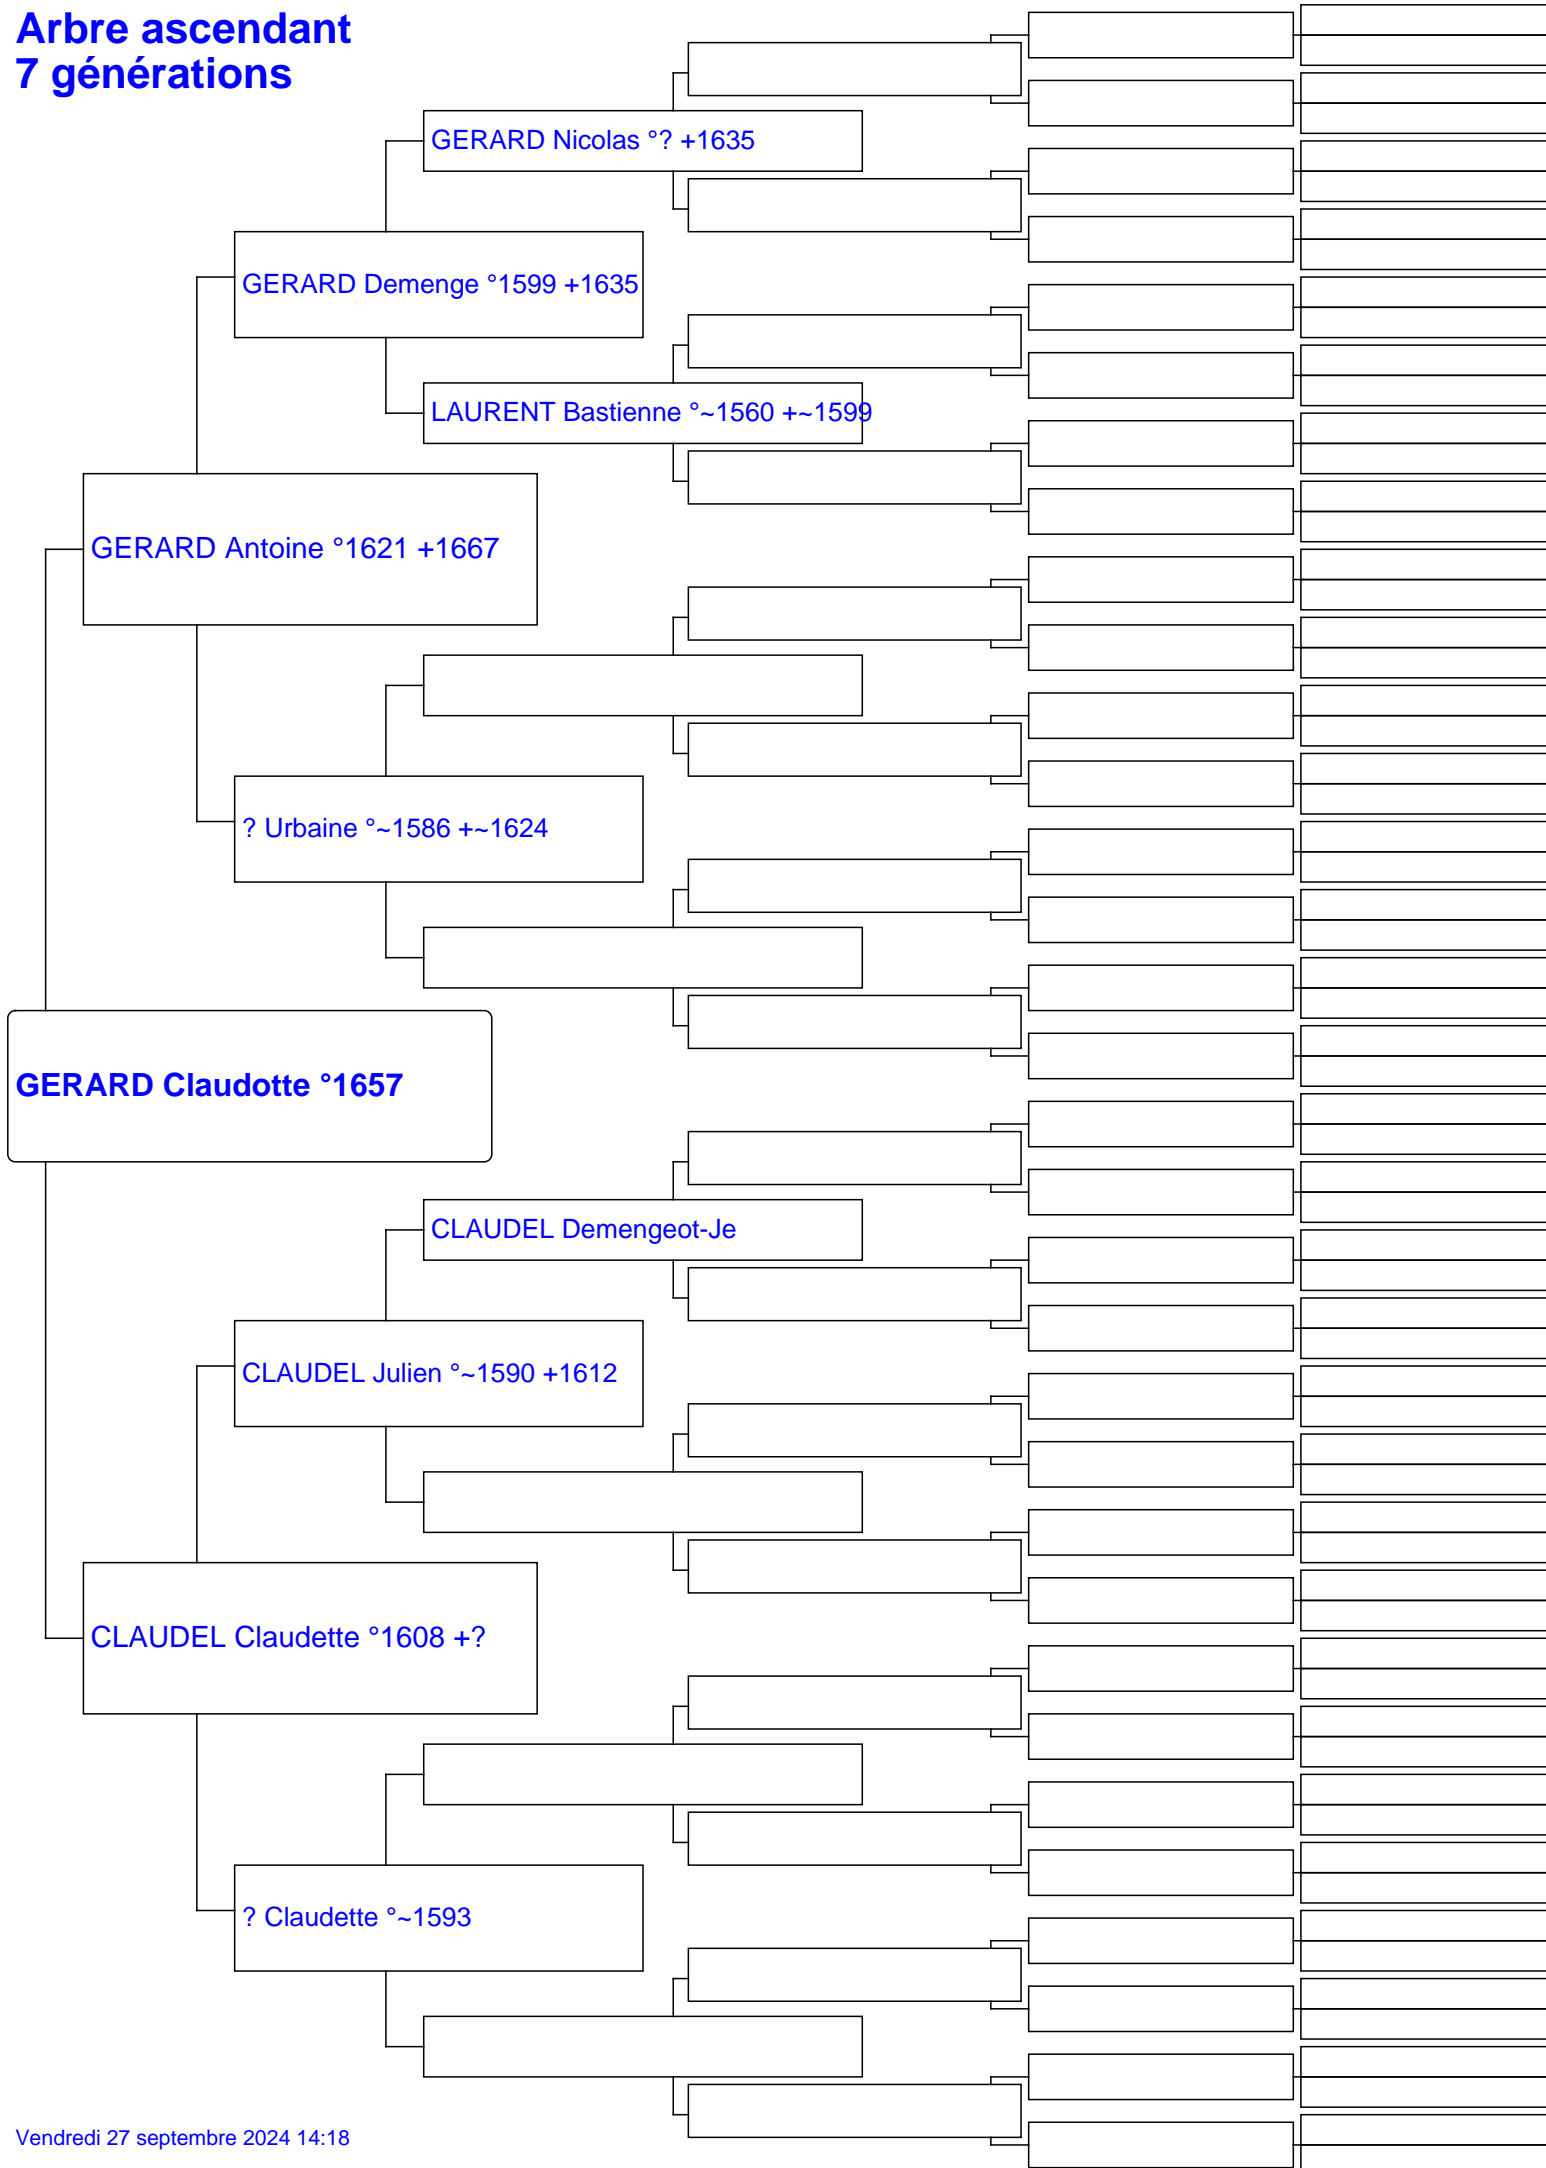 Arbre ascendant
7 générations
GERARD Nicolas °? +1635
GERARD Demenge °1599 +1635
LAURENT Bastienne °~1560 +~1599
GERARD Antoine °1621 +1667
? Urbaine °~1586 +~1624
GERARD Claudotte °1657
CLAUDEL Demengeot-Je
CLAUDEL Julien °~1590 +1612
CLAUDEL Claudette °1608 +?
? Claudette °~1593
Vendredi 27 septembre 2024 14:18